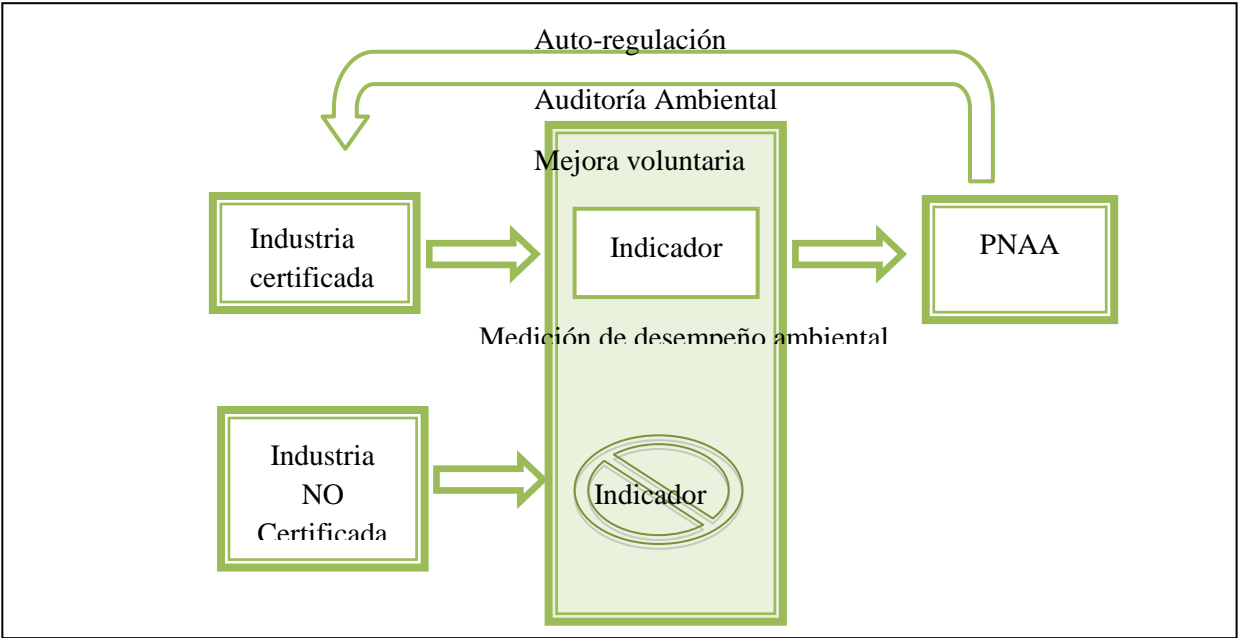 Auto-regulación
Auditoría Ambiental
Mejora voluntaria
Industria
certificada
Indicador
PNAA
Medición de desempeño ambiental
Industria
NO
Certificada
Indicador